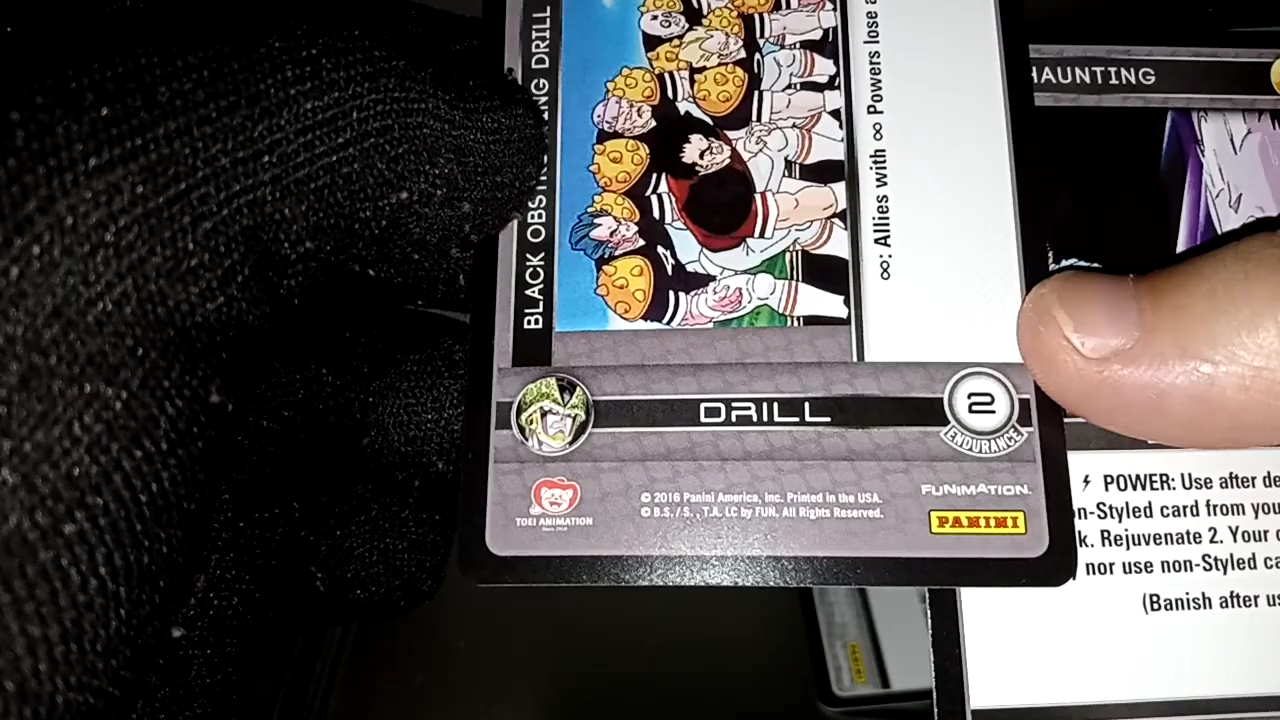 BLACK OBST ING DRILL
∞: Allies with ∞ Powers lose a
DRILL
2
ENDURANCE
TOEI ANIMATION
© 2016 Panini America, Inc. Printed in the USA.
© B.S./S., T.A. LC by FUN. All Rights Reserved.
FUNIMATION.
PANINI
HAUNTING
POWER: Use after de
n-Styled card from you
k. Rejuvenate 2. Your
nor use non-Styled ca
(Banish after us
PANINI